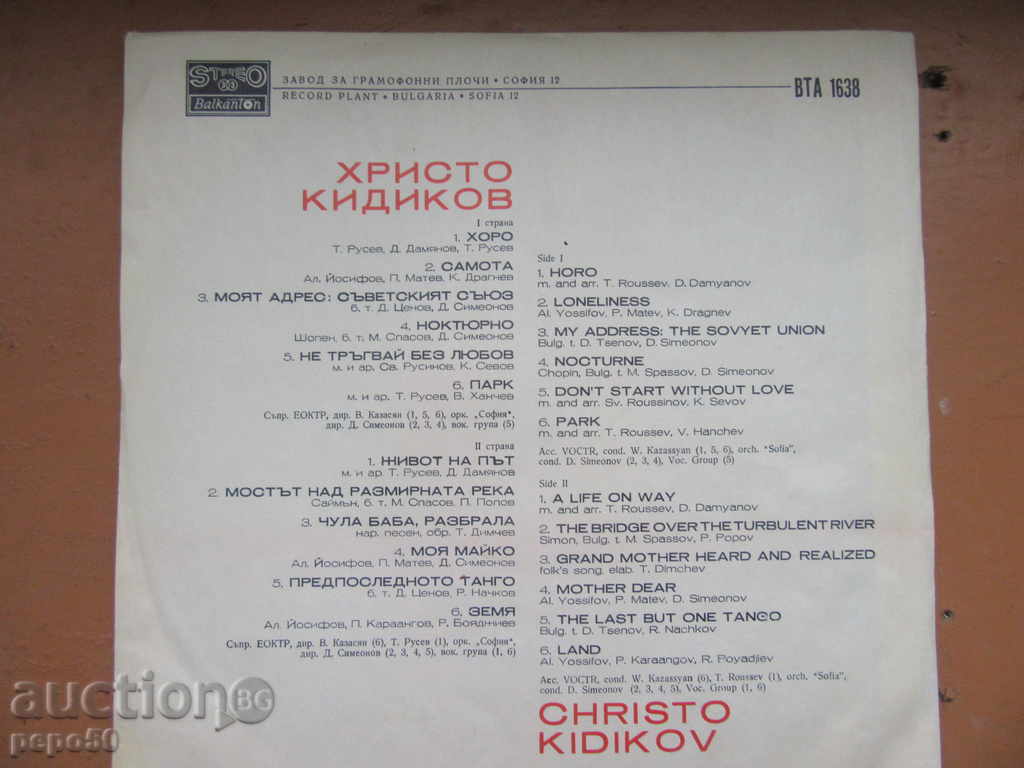 STEREO
33
Balkanton
ЗАВОД ЗА ГРАМОФОННИ ПЛОЧИ • СОФИЯ 12
RECORD PLANT • BULGARIA • SOFIA 12
ВТА 1638
ХРИСТО
КИДИКОВ
I страна
1. ХОРО
Т. Русев, Д. Дамянов, Т. Русев
2. САМОТА
Ал. Йосифов, П. Матев, К. Драгнев
3. МОЯТ АДРЕС: СЪВЕТСКИЯТ СЪЮЗ
б. т. Д. Ценов, Д. Симеонов
4. НОКТЮРНО
Шопен, б. т. М. Спасов, Д. Симеонов
5. НЕ ТРЪГВАЙ БЕЗ ЛЮБОВ
м. и ар. Св. Русинов, К. Севов
6. ПАРК
м. и ар. Т. Русев, В. Ханчев
Съпр. ЕОКТР, дир. В. Казасян (1, 5, 6), орк. „София“,
дир. Д. Симеонов (2, 3, 4), вок. група (5)
II страна
1. ЖИВОТ НА ПЪТ
м. и ар. Т. Русев, Д. Дамянов
2. МОСТЪТ НАД РАЗМИРНАТА РЕКА
Саймън, б. т. М. Спасов, П. Попов
3. ЧУЛА БАБА, РАЗБРАЛА
нар. песен, обр. Т. Димчев
4. МОЯ МАЙКО
Ал. Йосифов, П. Матев, Д. Симеонов
5. ПРЕДПОСЛЕДНОТО ТАНГО
б. т. Д. Ценов, Р. Начков
6. ЗЕМЯ
Ал. Йосифов, П. Караангов, Р. Бояджиев
Съпр. ЕОКТР, дир. В. Казасян (6), Т. Русев (1), орк. „София“,
дир. Д. Симеонов (2, 3, 4, 5), вок. група (1, 6)
Side I
1. HORO
m. and arr. T. Roussev, D. Damyanov
2. LONELINESS
Al. Yossifov, P. Matev, K. Dragnev
3. MY ADDRESS: THE SOVYET UNION
Bulg. t. D. Tsenov, D. Simeonov
4. NOCTURNE
Chopin, Bulg. t. M. Spassov, D. Simeonov
5. DON'T START WITHOUT LOVE
m. and arr. Sv. Roussinov, K. Sevov
6. PARK
m. and arr. T. Roussev, V. Hanchev
Acc. VOCTR, cond. W. Kazassyan (1, 5, 6), orch. “Sofia”,
cond. D. Simeonov (2, 3, 4), Voc. Group (5)
Side II
1. A LIFE ON WAY
m. and arr. T. Roussev, D. Damyanov
2. THE BRIDGE OVER THE TURBULENT RIVER
Simon, Bulg. t. M. Spassov, P. Popov
3. GRAND MOTHER HEARD AND REALIZED
folk's song, elab. T. Dimchev
4. MOTHER DEAR
Al. Yossifov, P. Matev, D. Simeonov
5. THE LAST BUT ONE TANGO
Bulg. t. D. Tsenov, R. Nachkov
6. LAND
Al. Yossifov, P. Karaangov, R. Poyadjiev
Acc. VOCTR, cond. W. Kazassyan (6), T. Roussev (1), orch. “Sofia”,
cond. D. Simeonov (2, 3, 4, 5), Voc. Group (1, 6)
CHRISTO
KIDIKOV
auction BG
pepo50